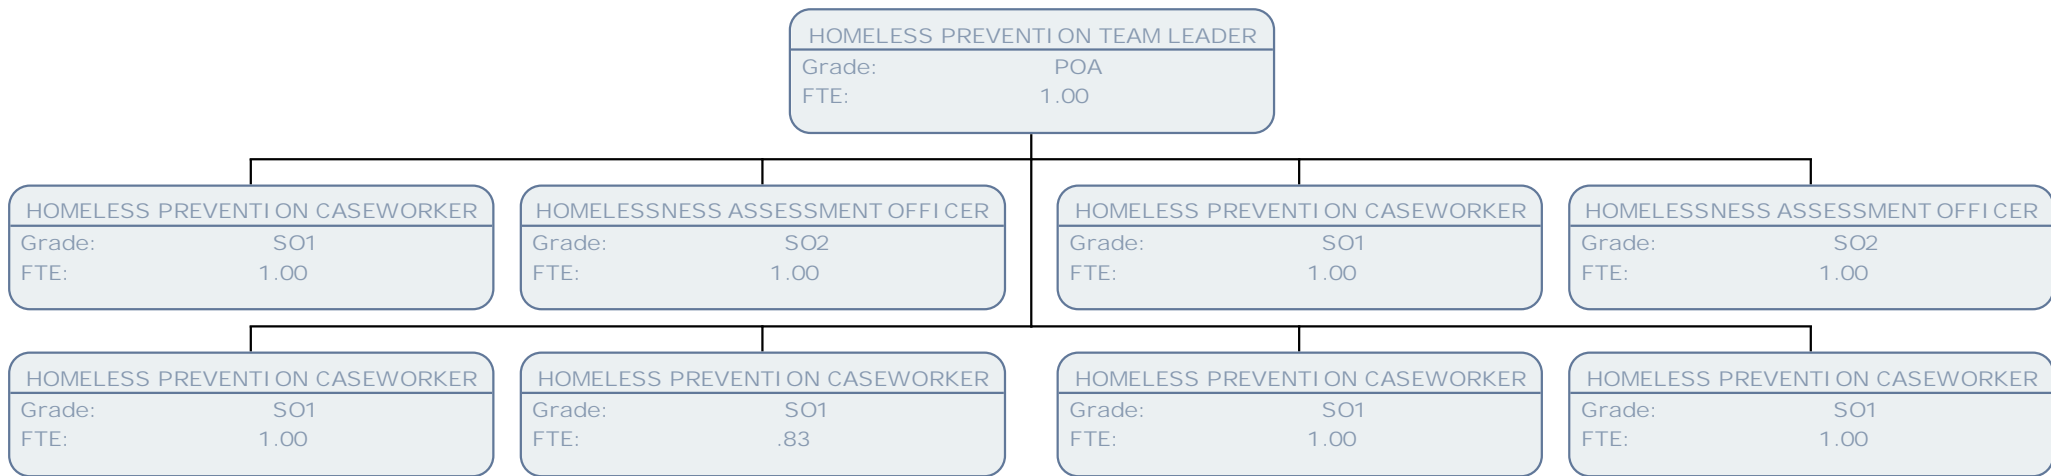 HOMELESS PREVENTION TEAM LEADER
Grade: POA
FTE: 1.00
HOMELESS PREVENTION CASEWORKER
Grade: SO1
FTE: 1.00
HOMELESSNESS ASSESSMENT OFFICER
Grade: SO2
FTE: 1.00
HOMELESS PREVENTION CASEWORKER
Grade: SO1
FTE: 1.00
HOMELESSNESS ASSESSMENT OFFICER
Grade: SO2
FTE: 1.00
HOMELESS PREVENTION CASEWORKER
Grade: SO1
FTE: 1.00
HOMELESS PREVENTION CASEWORKER
Grade: SO1
FTE: .83
HOMELESS PREVENTION CASEWORKER
Grade: SO1
FTE: 1.00
HOMELESS PREVENTION CASEWORKER
Grade: SO1
FTE: 1.00